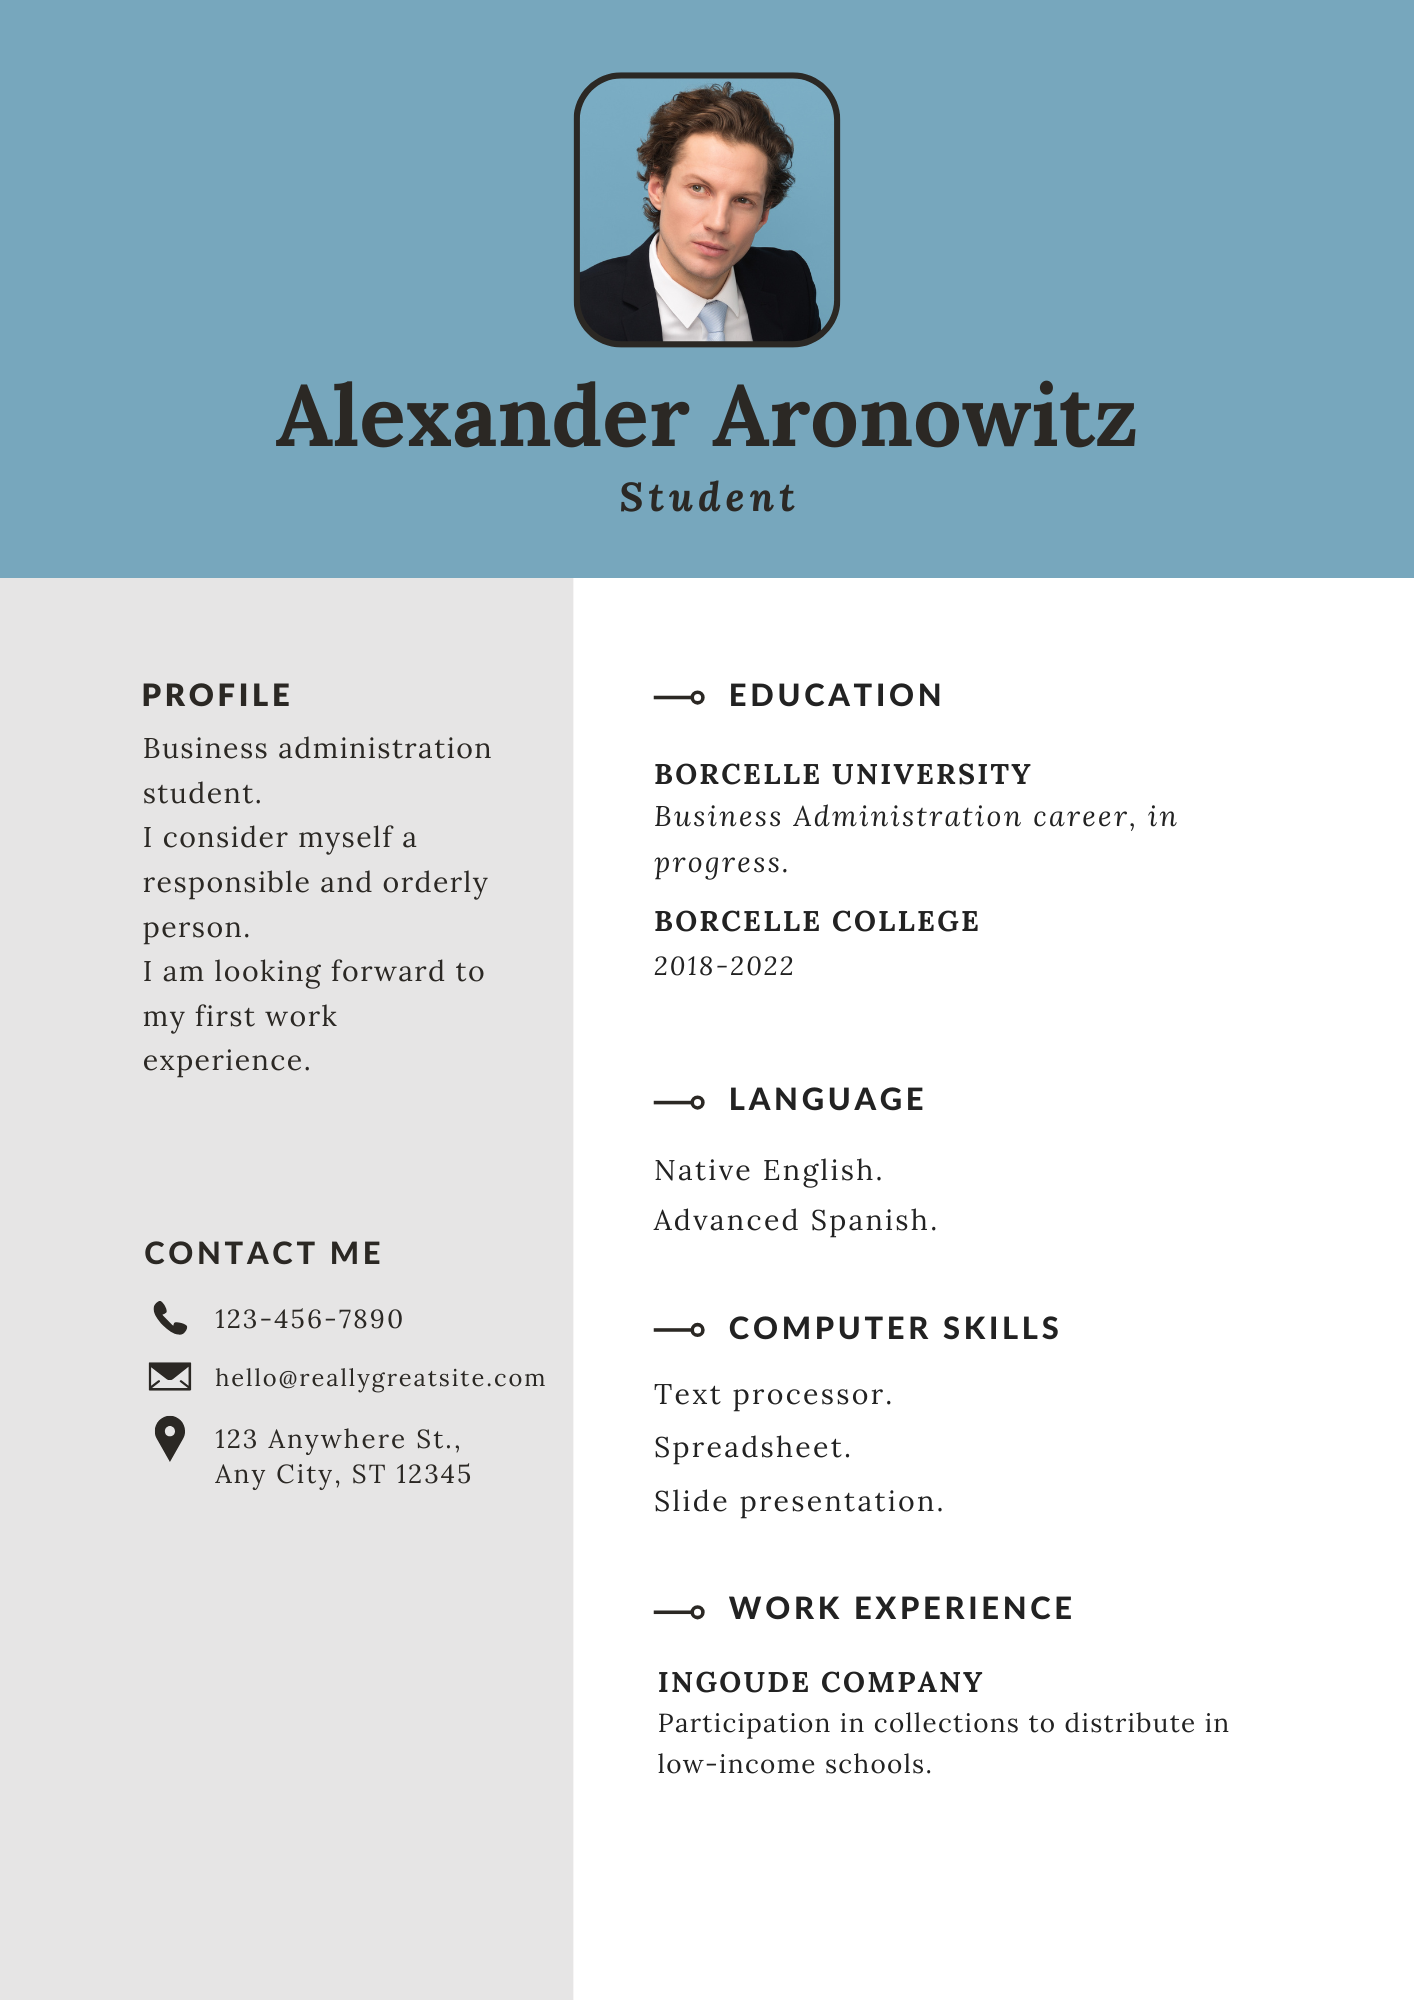 Alexander Aronowitz
Student
PROFILE
Business administration
student.
I consider myself a
responsible and orderly
person.
I am looking forward to
my first work
experience.
CONTACT ME
123-456-7890
hello@reallygreatsite.com
123 Anywhere St.,
Any City, ST 12345
EDUCATION
BORCELLE UNIVERSITY
Business Administration career, in
progress.
BORCELLE COLLEGE
2018-2022
LANGUAGE
Native English.
Advanced Spanish.
COMPUTER SKILLS
Text processor.
Spreadsheet.
Slide presentation.
WORK EXPERIENCE
INGOUDE COMPANY
Participation in collections to distribute in
low-income schools.